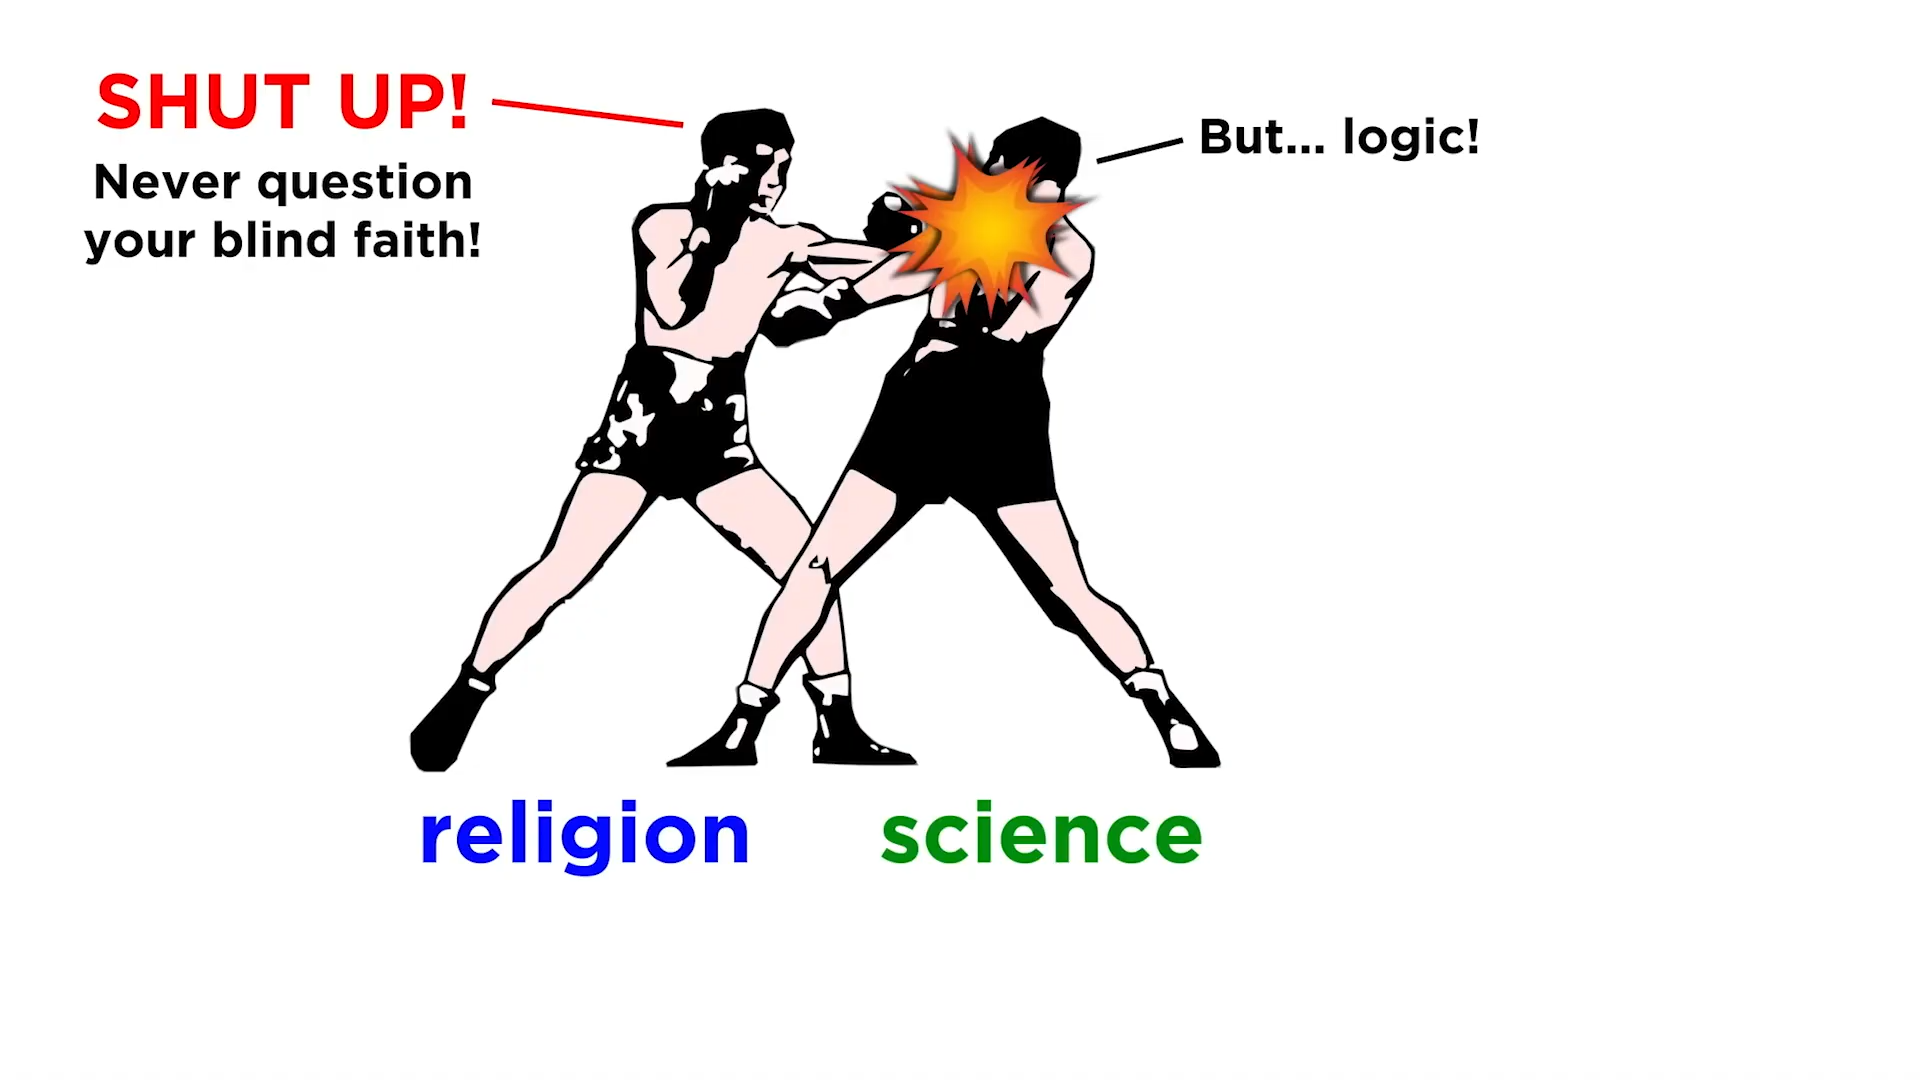 SHUT UP!
Never question
your blind faith!
But... logic!
religion
science